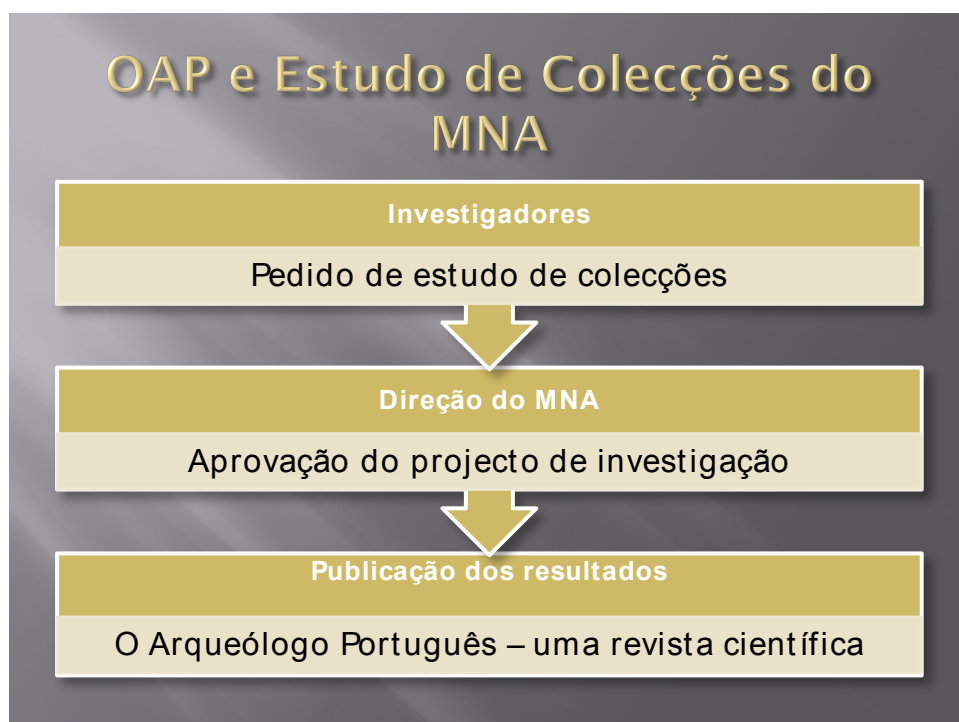 OAP e Estudo de Colecções do
MNA
Investigadores
Pedido de estudo de colecções
Direção do MNA
Aprovação do projecto de investigação
Publicação dos resultados
O Arqueólogo Português – uma revista científica